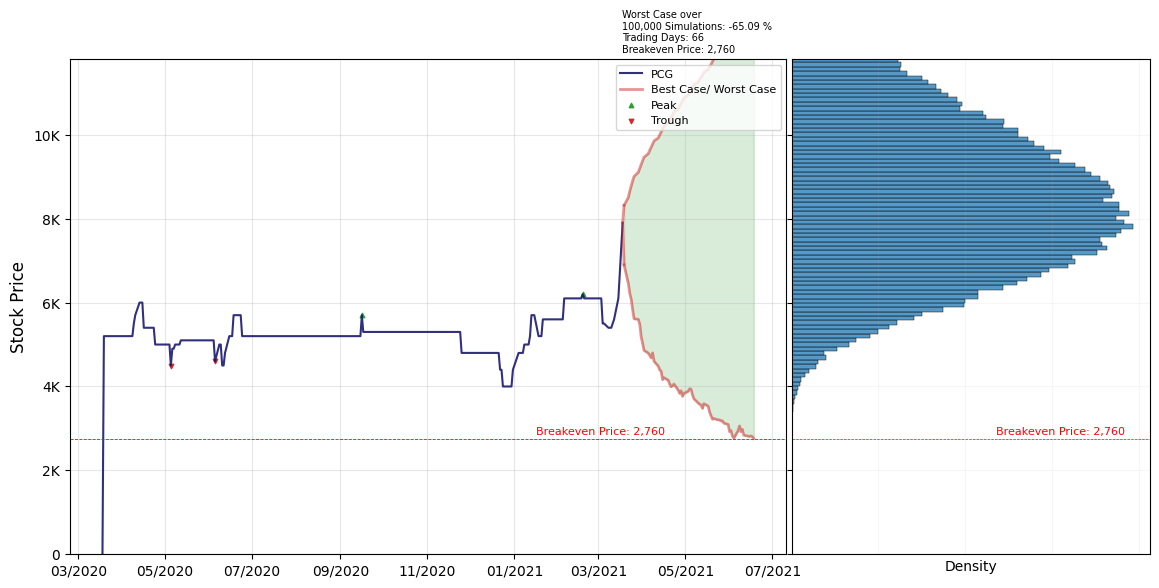 Worst Case over
100,000 Simulations: -65.09 %
Trading Days: 66
Breakeven Price: 2,760
PCG
Best Case/ Worst Case
Peak
Trough
Stock Price
10K
8K
6K
4K
2K
0
Breakeven Price: 2,760
Breakeven Price: 2,760
03/2020
05/2020
07/2020
09/2020
11/2020
01/2021
03/2021
05/2021
07/2021
Density